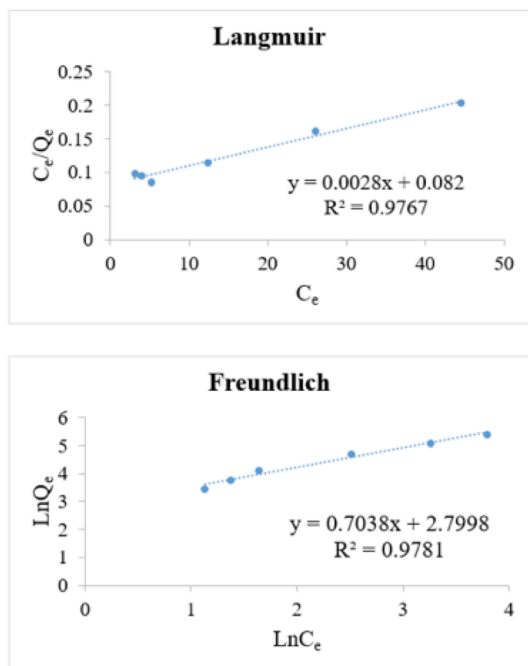 Langmuir
0.25
0.2
0.15
0.1
0.05
0
Cₑ/Qₑ
y = 0.0028x + 0.082
R² = 0.9767
0 10 20 30 40 50
Cₑ
Freundlich
6
5
4
3
2
1
0
LnQₑ
y = 0.7038x + 2.7998
R² = 0.9781
0 1 2 3 4
LnCₑ